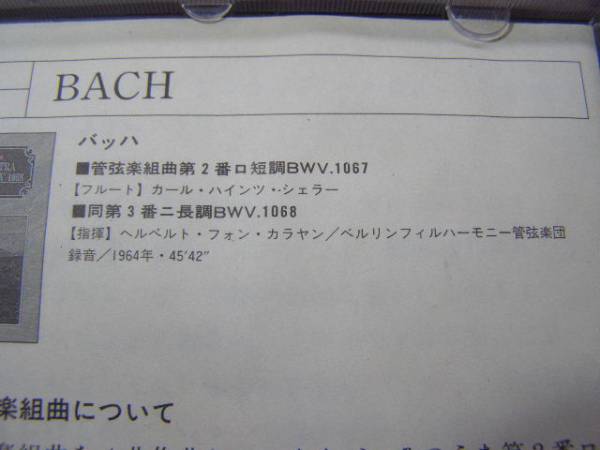 BACH
バッハ
■管弦楽組曲第2番ロ短調BWV.1067
【フルート】カール・ハインツ・シェラー
■同第3番ニ長調BWV.1068
【指揮】ヘルベルト・フォン・カラヤン/ベルリンフィルハーモニー管弦楽団
録音/1964年・45′42″
楽組曲について